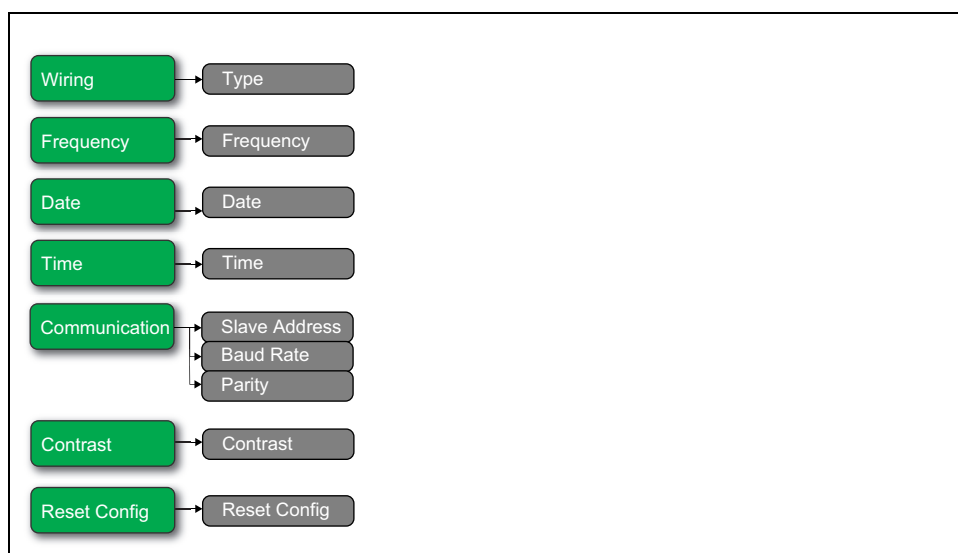 Wiring
Type
Frequency
Frequency
Date
Date
Time
Time
Communication
Slave Address
Baud Rate
Parity
Contrast
Contrast
Reset Config
Reset Config